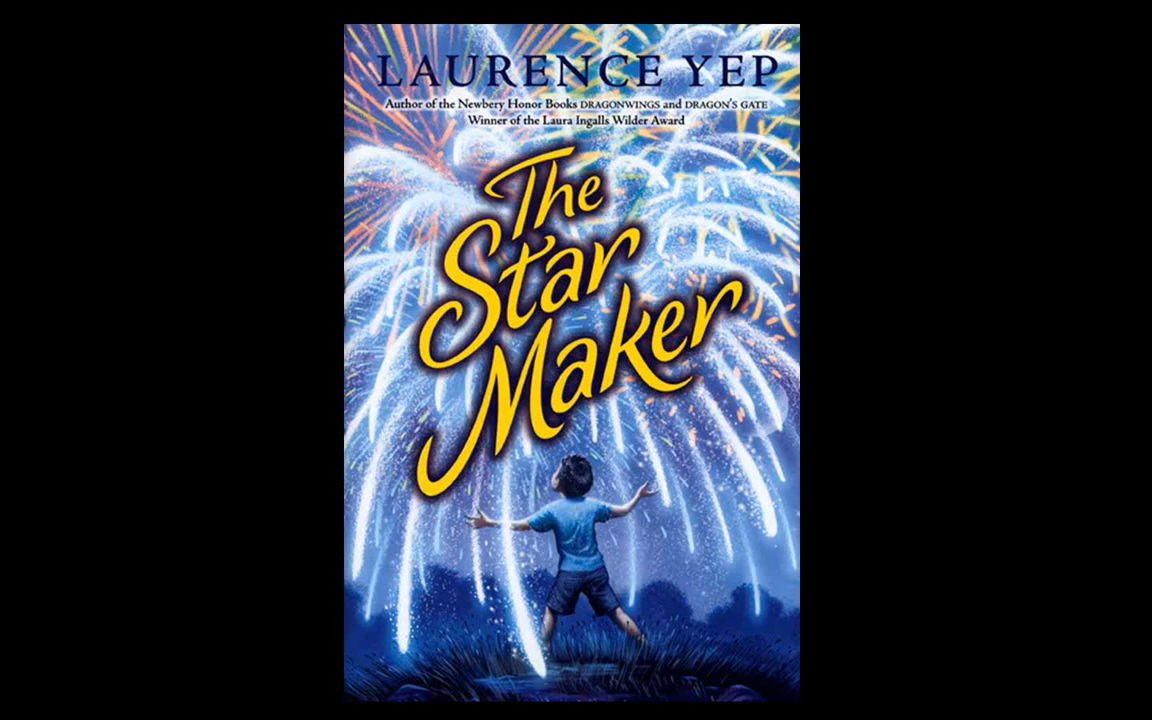 LAURENCE YEP
Author of the Newbery Honor Books DRAGONWINGS and DRAGON'S GATE
Winner of the Laura Ingalls Wilder Award
The
Star
Maker